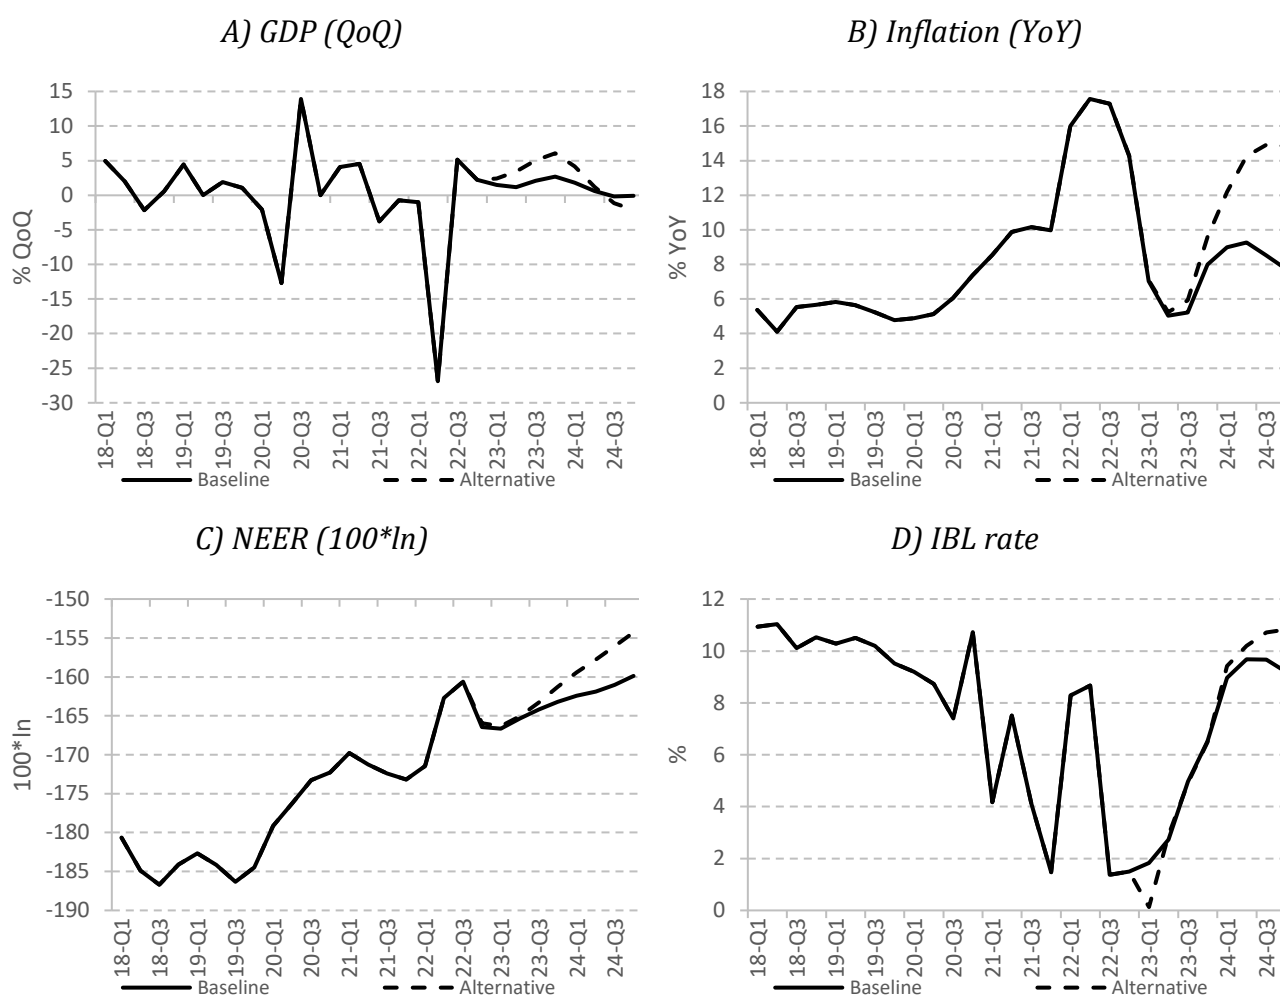 A) GDP (QoQ)
% QoQ
15
10
5
0
-5
-10
-15
-20
-25
-30
18-Q1
18-Q3
19-Q1
19-Q3
20-Q1
20-Q3
21-Q1
21-Q3
22-Q1
22-Q3
23-Q1
23-Q3
24-Q1
24-Q3
Baseline
Alternative
B) Inflation (YoY)
% YoY
18
16
14
12
10
8
6
4
2
0
18-Q1
18-Q3
19-Q1
19-Q3
20-Q1
20-Q3
21-Q1
21-Q3
22-Q1
22-Q3
23-Q1
23-Q3
24-Q1
24-Q3
Baseline
Alternative
C) NEER (100*ln)
100*ln
-150
-155
-160
-165
-170
-175
-180
-185
-190
18-Q1
18-Q3
19-Q1
19-Q3
20-Q1
20-Q3
21-Q1
21-Q3
22-Q1
22-Q3
23-Q1
23-Q3
24-Q1
24-Q3
Baseline
Alternative
D) IBL rate
%
12
10
8
6
4
2
0
18-Q1
18-Q3
19-Q1
19-Q3
20-Q1
20-Q3
21-Q1
21-Q3
22-Q1
22-Q3
23-Q1
23-Q3
24-Q1
24-Q3
Baseline
Alternative